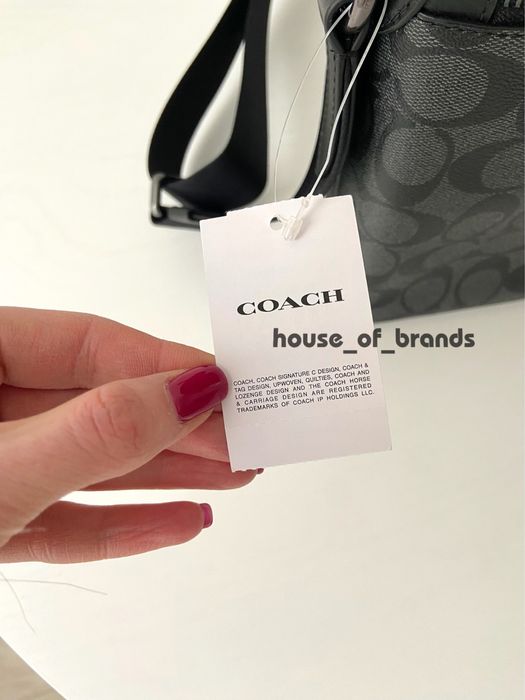 COACH
house_of_brands
COACH, COACH SIGNATURE C DESIGN, COACH &
TAG DESIGN, UPWOVEN, QUILTIES, COACH AND
LOZENGE DESIGN AND THE COACH HORSE
& CARRIAGE DESIGN ARE REGISTERED
TRADEMARKS OF COACH IP HOLDINGS LLC.